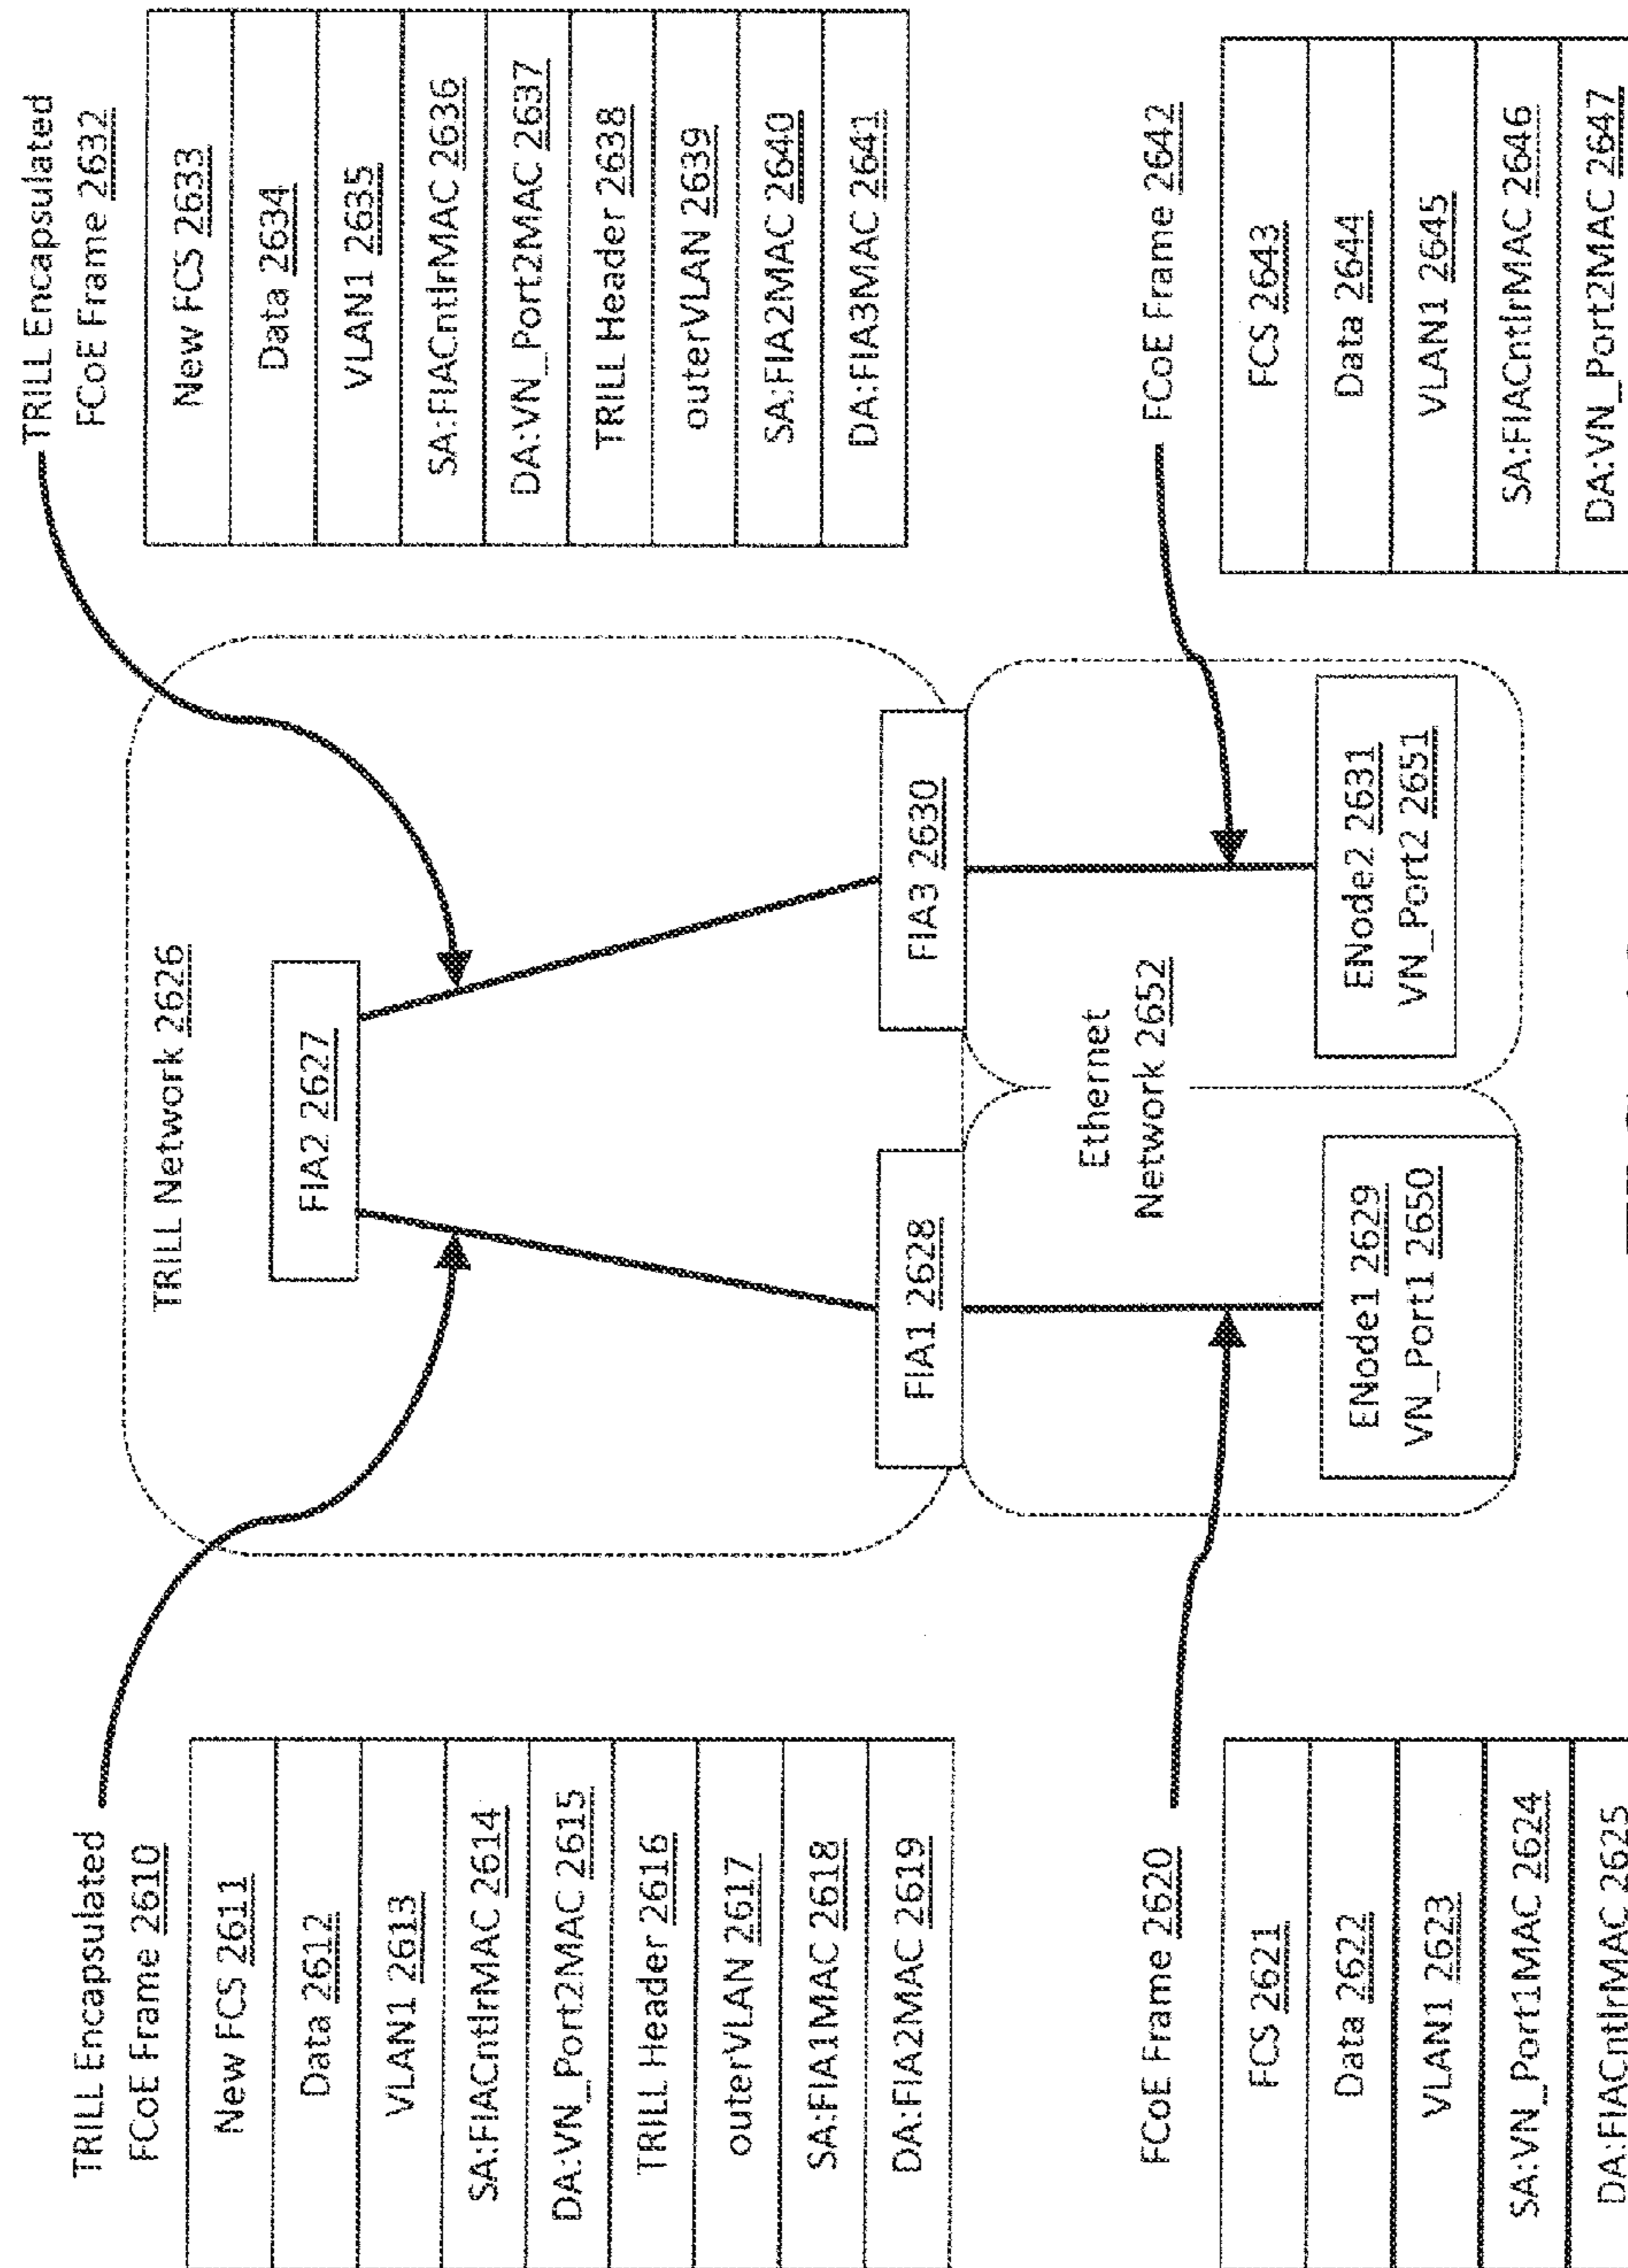 TRILL Encapsulated
FCoE Frame 2610
New FCS 2611
Data 2612
VLAN1 2613
SA:FIACntlrMAC 2614
DA:VN_Port2MAC 2615
TRILL Header 2616
outerVLAN 2617
SA:FIA1MAC 2618
DA:FIA2MAC 2619
FCoE Frame 2620
FCS 2621
Data 2622
VLAN1 2623
SA:VN_Port1MAC 2624
DA:FIACntlrMAC 2625
TRILL Network 2626
FIA2 2627
FIA1 2628
FIA3 2630
Ethernet
Network 2652
ENode1 2629
VN_Port1 2650
ENode2 2631
VN_Port2 2651
TRILL Encapsulated
FCoE Frame 2632
New FCS 2633
Data 2634
VLAN1 2635
SA:FIACntlrMAC 2636
DA:VN_Port2MAC 2637
TRILL Header 2638
outerVLAN 2639
SA:FIA2MAC 2640
DA:FIA3MAC 2641
FCoE Frame 2642
FCS 2643
Data 2644
VLAN1 2645
SA:FIACntlrMAC 2646
DA:VN_Port2MAC 2647